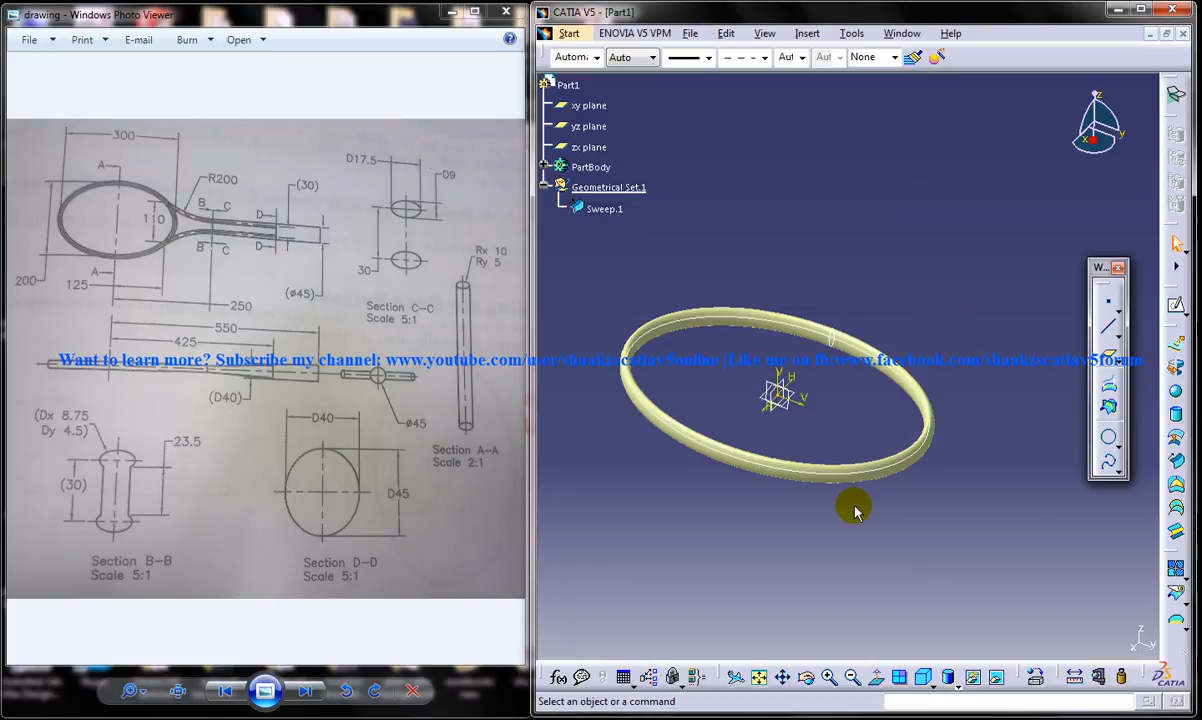 drawing - Windows Photo Viewer
File Print E-mail Burn Open
300
A
R200
B C D (30)
110
B C D
200
A
125
250
(ø45)
550
425
(D40)
ø45
D17.5
D9
30
Section C-C
Scale 5:1
Rx 10
Ry 5
Section A-A
Scale 2:1
(Dx 8.75
Dy 4.5)
23.5
(30)
Section B-B
Scale 5:1
D40
D45
Section D-D
Scale 5:1
CATIA V5 - [Part1]
Start ENOVIA V5 VPM File Edit View Insert Tools Window Help
Autom Auto Aut Aut None
Part1
xy plane
yz plane
zx plane
PartBody
Geometrical Set.1
Sweep.1
z
y
x
W...
Want to learn more? Subscribe my channel; www.youtube.com/user/shaakzscatiav5online |Like me on fb:www.facebook.com/shaakzscatiav5forum
y H
V
z
x y
Select an object or a command
CATIA